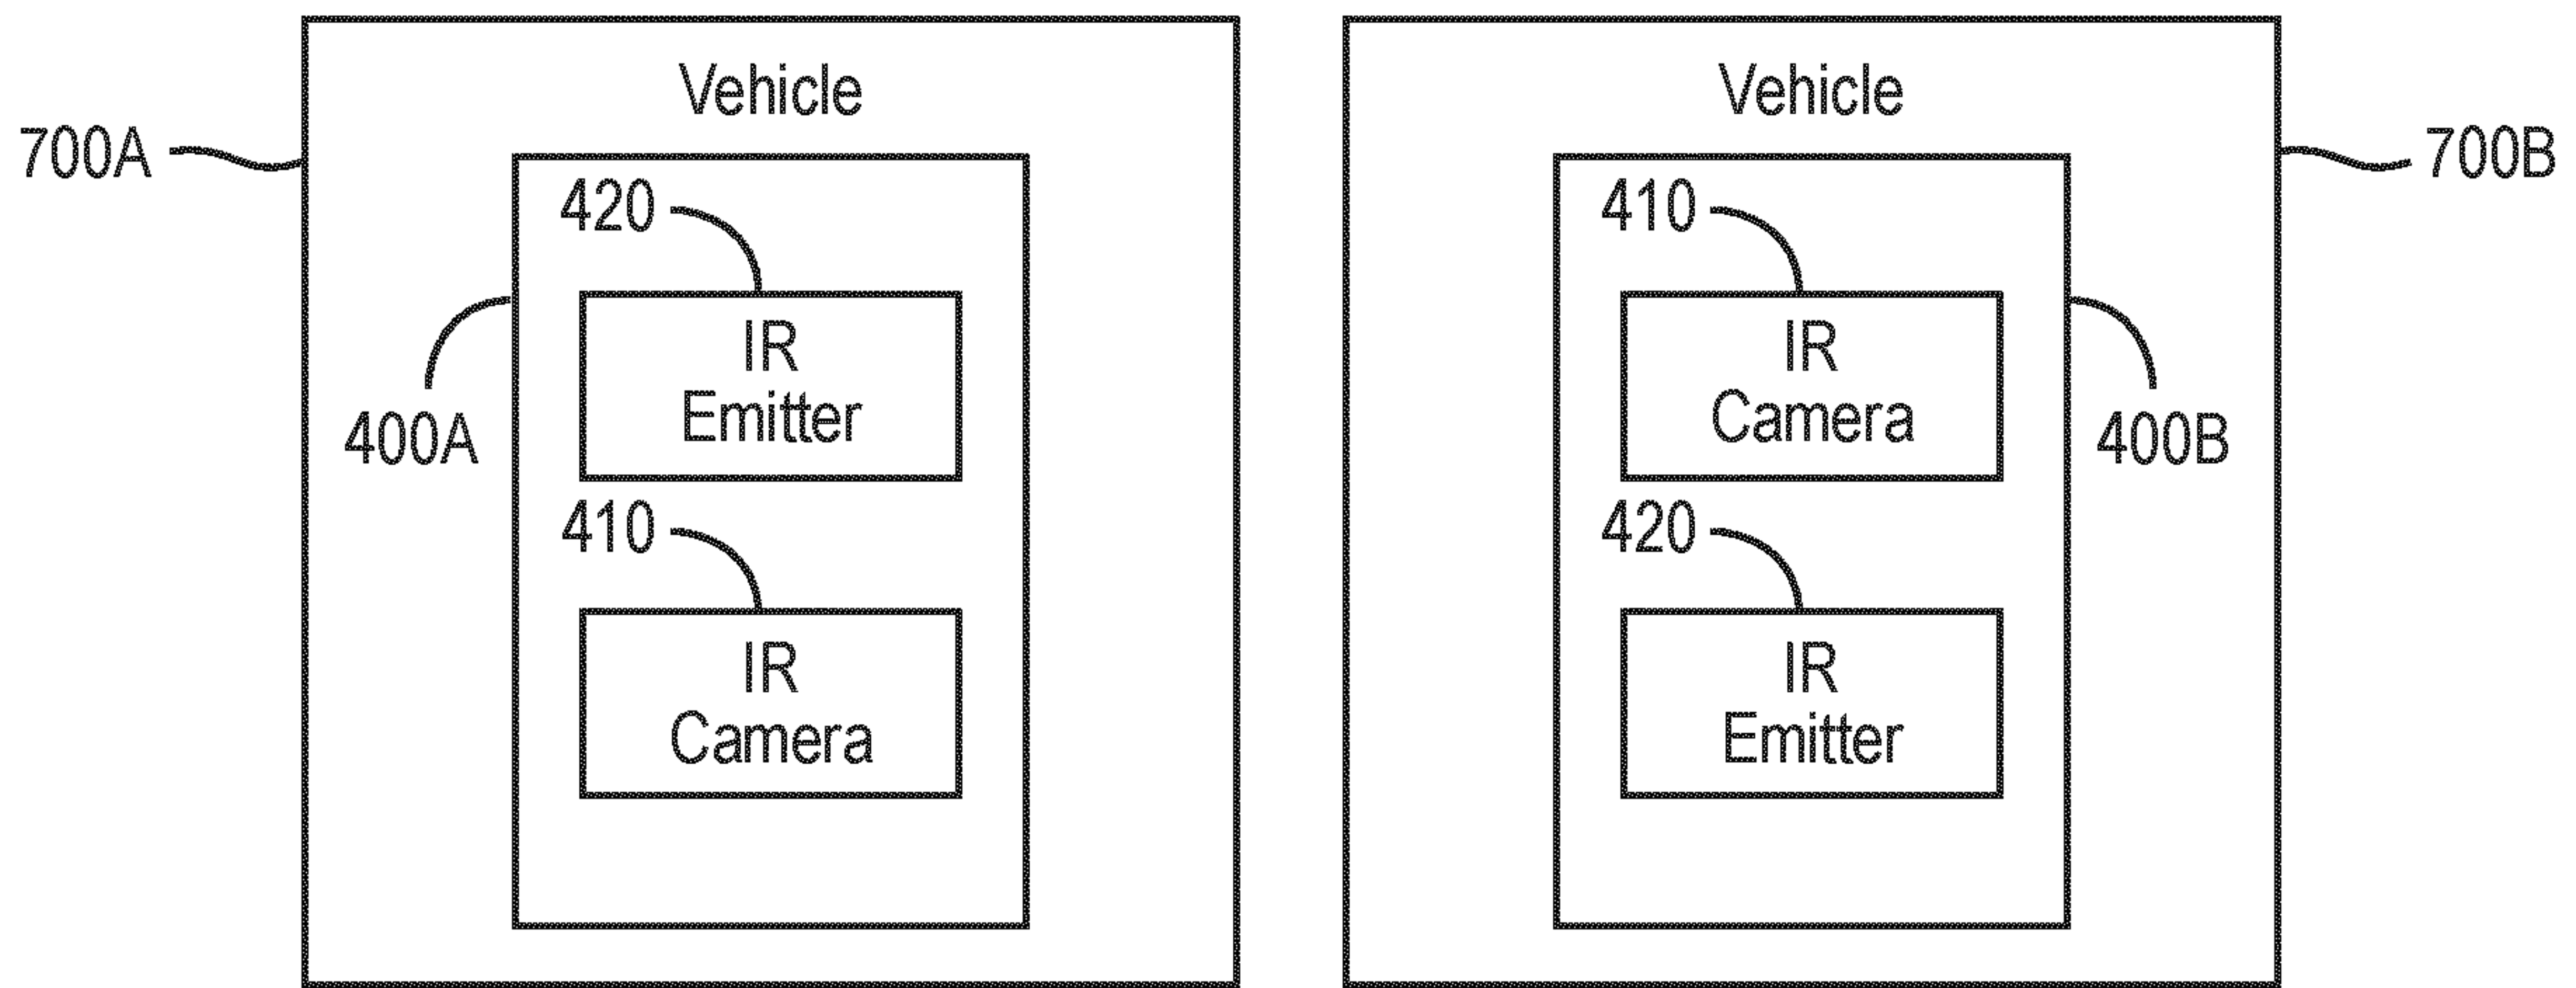 Vehicle
700A
420
IR
Emitter
400A
410
IR
Camera
Vehicle
700B
410
IR
Camera
400B
420
IR
Emitter